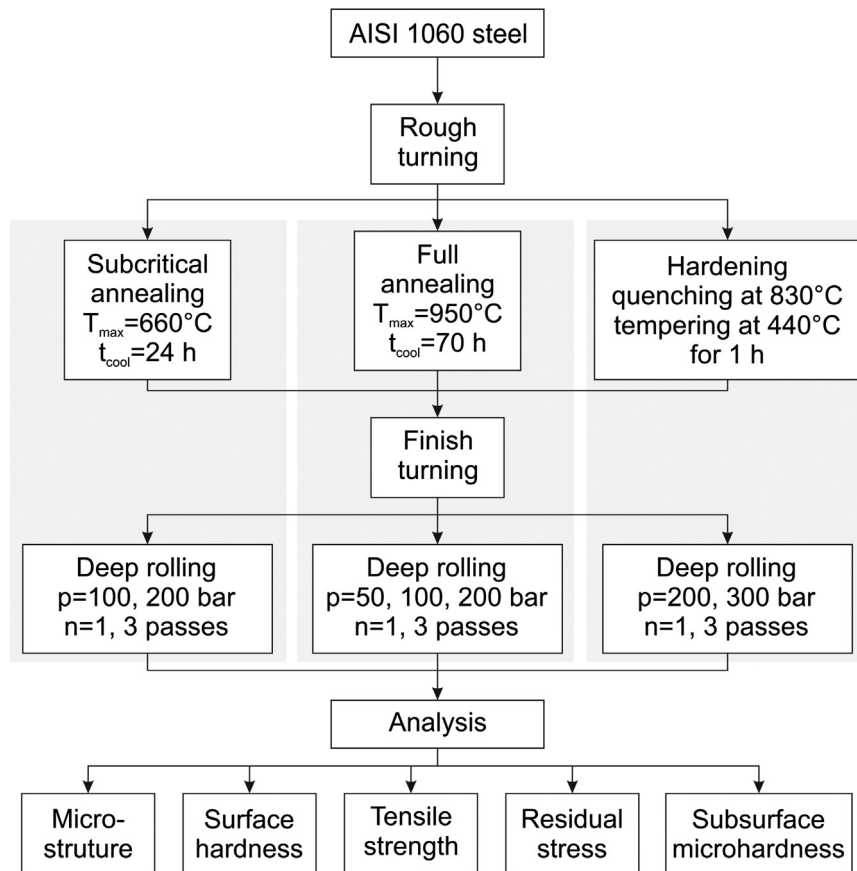 AISI 1060 steel
Rough
turning
Subcritical
annealing
Tmax=660°C
tcool=24 h
Full
annealing
Tmax=950°C
tcool=70 h
Hardening
quenching at 830°C
tempering at 440°C
for 1 h
Finish
turning
Deep rolling
p=100, 200 bar
n=1, 3 passes
Deep rolling
p=50, 100, 200 bar
n=1, 3 passes
Deep rolling
p=200, 300 bar
n=1, 3 passes
Analysis
Micro-
struture
Surface
hardness
Tensile
strength
Residual
stress
Subsurface
microhardness